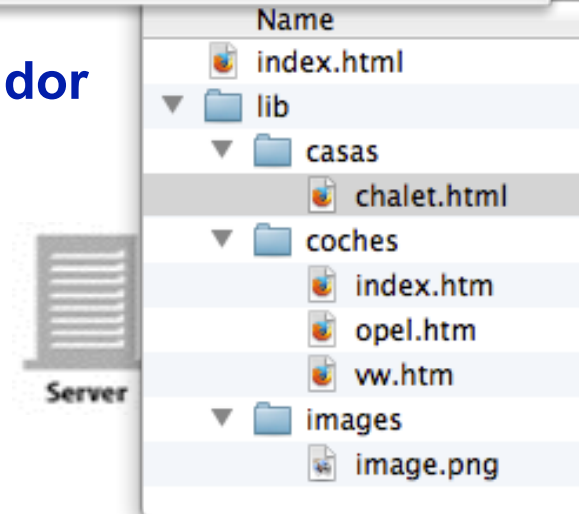 Name
dor
index.html
lib
casas
chalet.html
coches
index.htm
opel.htm
vw.htm
Server
images
image.png